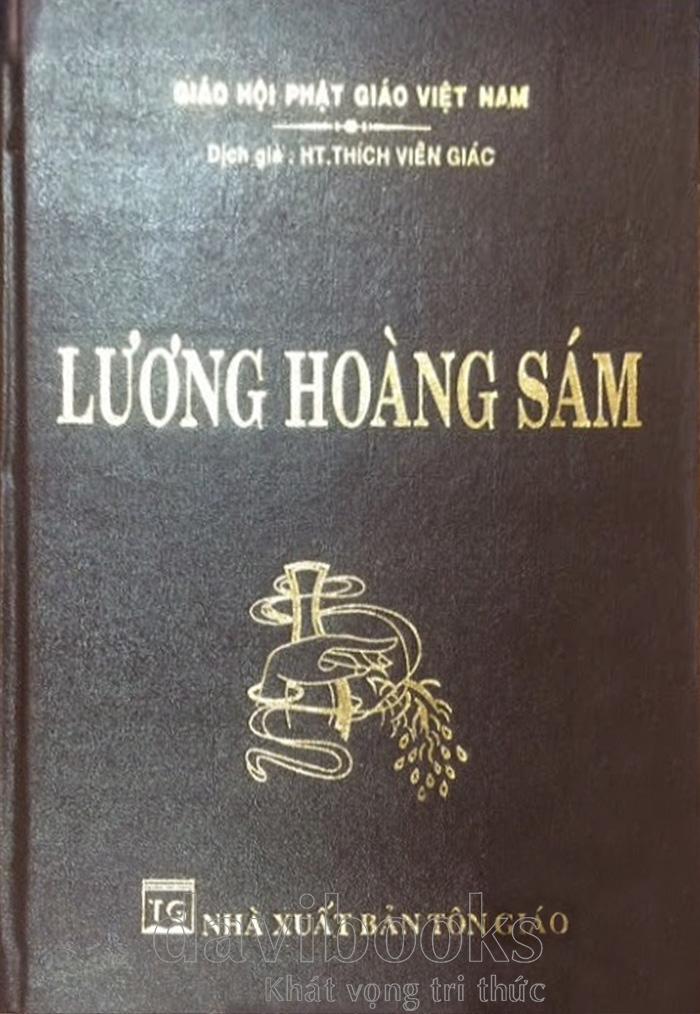 GIÁO HỘI PHẬT GIÁO VIỆT NAM
Dịch giả : HT.THÍCH VIÊN GIÁC
LƯƠNG HOÀNG SÁM
TG NHÀ XUẤT BẢN TÔN GIÁO
davibooks
Khát vọng tri thức